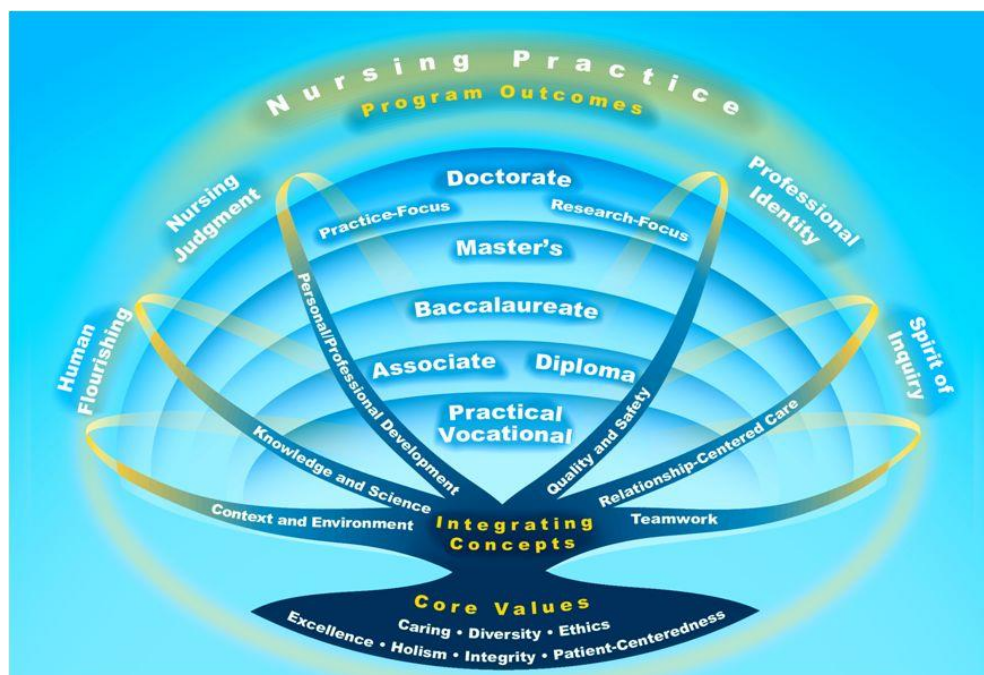 Nursing Practice
Program Outcomes
Nursing
Judgment
Professional
Identity
Human
Flourishing
Spirit of
Inquiry
Doctorate
Practice-Focus
Research-Focus
Master's
Baccalaureate
Associate
Diploma
Practical
Vocational
Personal/Professional Development
Quality and Safety
Knowledge and Science
Relationship-Centered Care
Context and Environment
Teamwork
Integrating
Concepts
Core Values
Caring • Diversity • Ethics
Excellence • Holism • Integrity • Patient-Centeredness